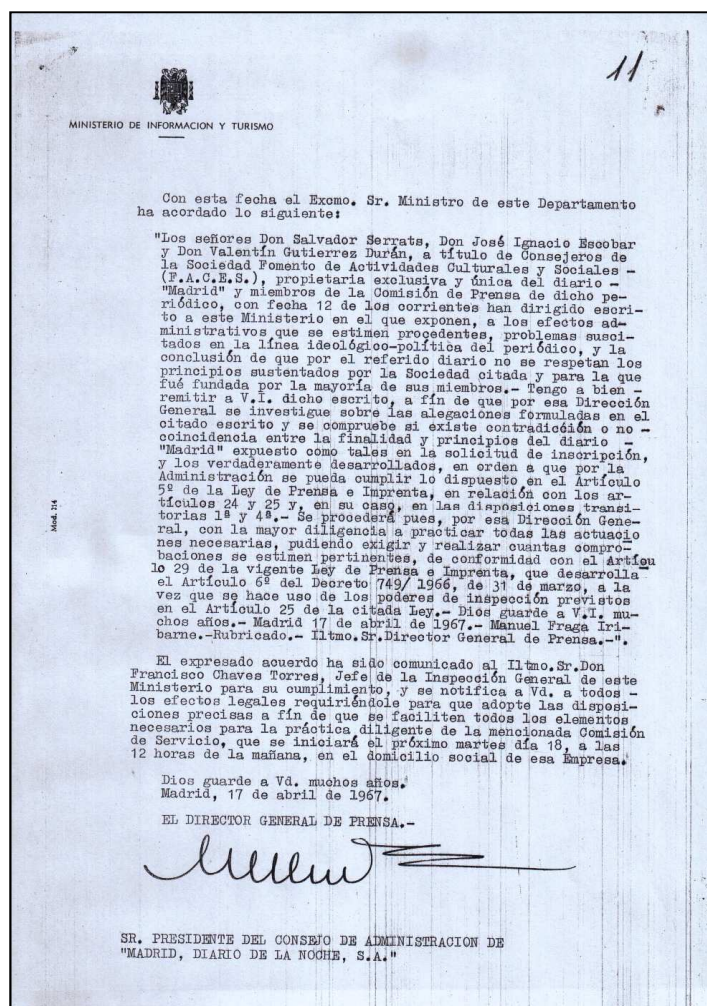 11
MINISTERIO DE INFORMACION Y TURISMO
Con esta fecha el Excmo. Sr. Ministro de este Departamento
ha acordado lo siguiente:
"Los señores Don Salvador Serrats, Don José Ignacio Escobar
y Don Valentín Gutierrez Durán, a título de Consejeros de
la Sociedad Fomento de Actividades Culturales y Sociales -
(F.A.C.E.S.), propietaria exclusiva y única del diario -
"Madrid" y miembros de la Comisión de Prensa de dicho pe-
riódico, con fecha 12 de los corrientes han dirigido escri-
to a este Ministerio en el que exponen, a los efectos ad-
ministrativos que se estimen procedentes, problemas susci-
tados en la línea ideológico-política del periódico, y la
conclusión de que por el referido diario no se respetan los
principios sustentados por la Sociedad citada y para la que
fué fundada por la mayoría de sus miembros.- Tengo a bien -
remitir a V.I. dicho escrito, a fin de que por esa Dirección
General se investigue sobre las alegaciones formuladas en el
citado escrito y se compruebe si existe contradicción o no -
coincidencia entre la finalidad y principios del diario -
"Madrid" expuesto como tales en la solicitud de inscripción,
y los verdaderamente desarrollados, en orden a que por la
Administración se pueda cumplir lo dispuesto en el Artículo
5º de la Ley de Prensa e Imprenta, en relación con los ar-
tículos 24 y 25 y, en su caso, en las disposiciones transi-
torias 1ª y 4ª.- Se procederá pues, por esa Dirección Gene-
ral, con la mayor diligencia a practicar todas las actuacio
nes necesarias, pudiendo exigir y realizar cuantas compro-
baciones se estimen pertinentes, de conformidad con el Artícu
lo 29 de la vigente Ley de Prensa e Imprenta, que desarrolla
el Artículo 6º del Decreto 749/ 1966, de 31 de marzo, a la
vez que se hace uso de los poderes de inspección previstos
en el Artículo 25 de la citada Ley.- Dios guarde a V.I. mu-
chos años.- Madrid 17 de abril de 1967.- Manuel Fraga Iri-
barne.-Rubricado.- Iltmo.Sr.Director General de Prensa.-".
El expresado acuerdo ha sido comunicado al Iltmo.Sr.Don
Francisco Chaves Torres, Jefe de la Inspección General de este
Ministerio para su cumplimiento, y se notifica a Vd. a todos -
los efectos legales requiriéndole para que adopte las disposi-
ciones precisas a fin de que se faciliten todos los elementos
necesarios para la práctica diligente de la mencionada Comisión
de Servicio, que se iniciará el próximo martes día 18, a las
12 horas de la mañana, en el domicilio social de esa Empresa.
Dios guarde a Vd. muchos años.
Madrid, 17 de abril de 1967.
EL DIRECTOR GENERAL DE PRENSA.-
SR. PRESIDENTE DEL CONSEJO DE ADMINISTRACION DE
"MADRID, DIARIO DE LA NOCHE, S.A."